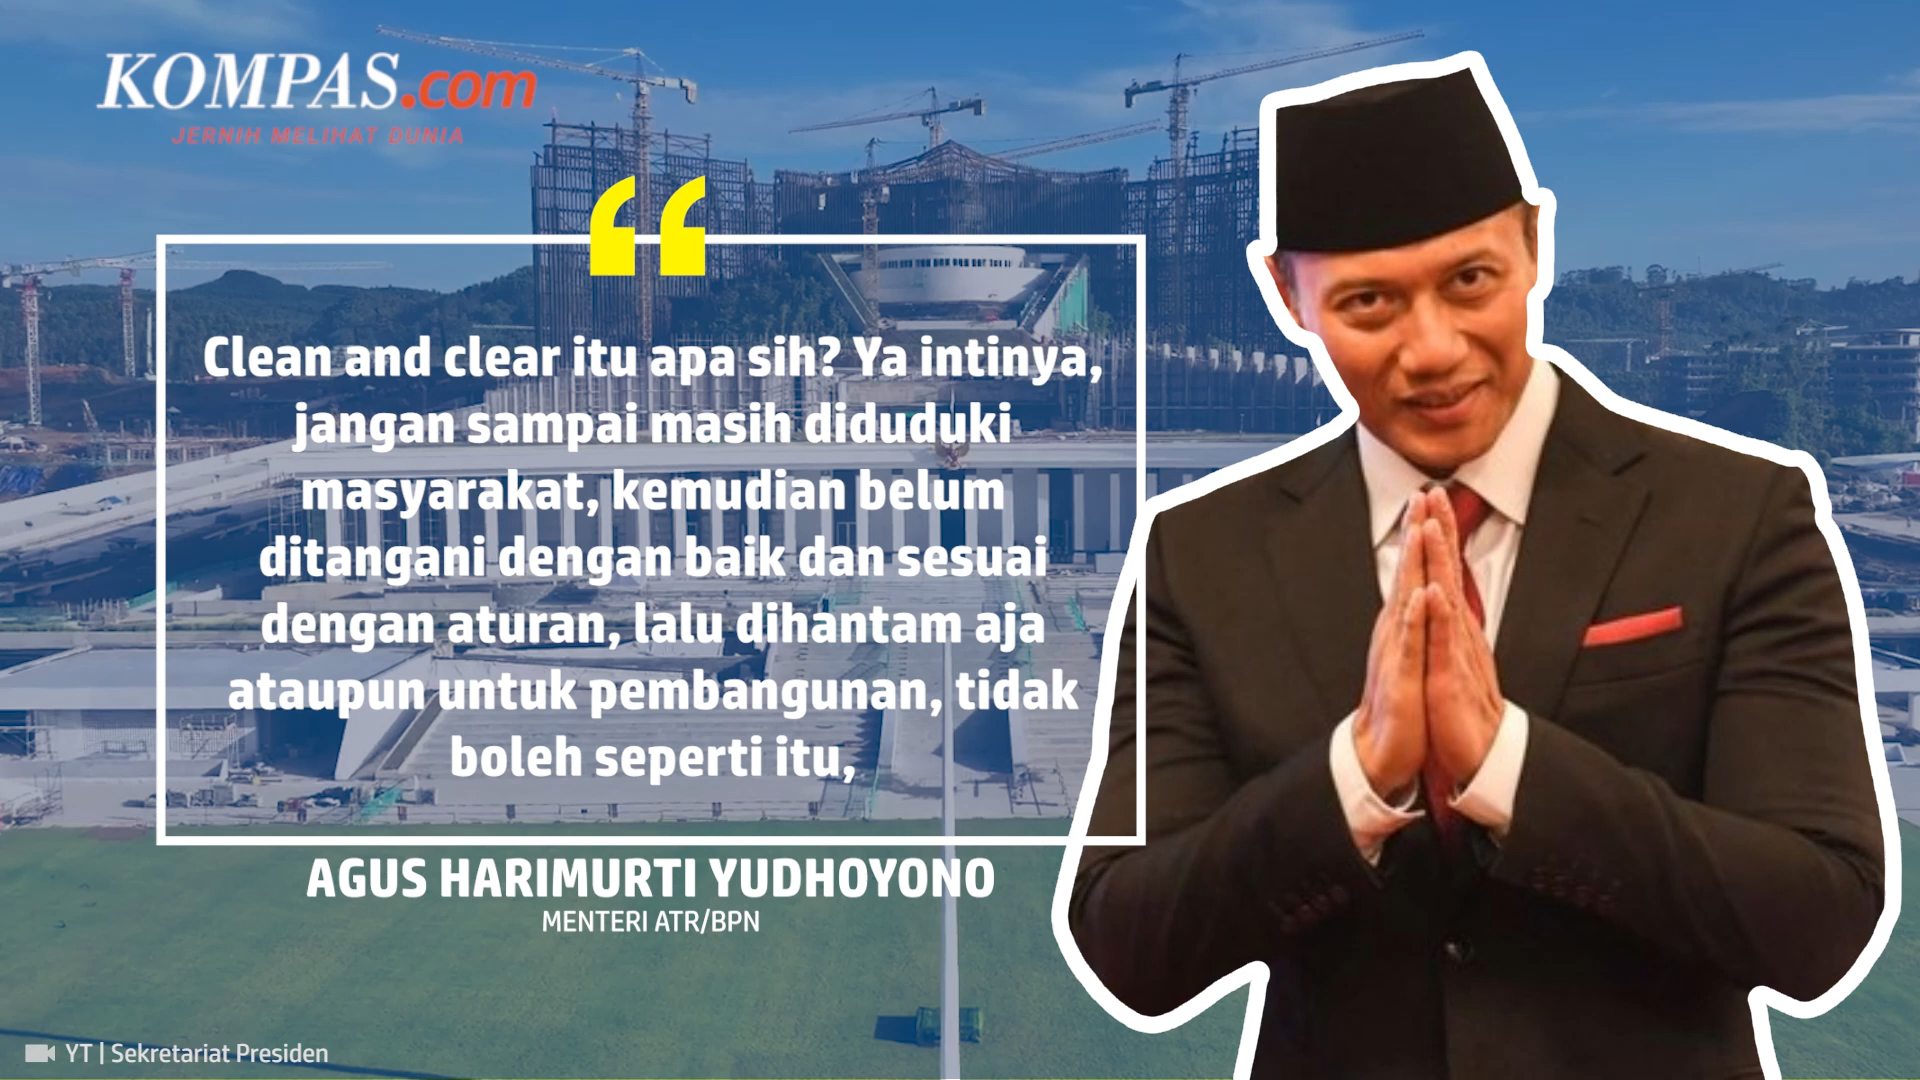 KOMPAS.com
JERNIH MELIHAT DUNIA
“
Clean and clear itu apa sih? Ya intinya,
jangan sampai masih diduduki
masyarakat, kemudian belum
ditangani dengan baik dan sesuai
dengan aturan, lalu dihantam aja
ataupun untuk pembangunan, tidak
boleh seperti itu,
AGUS HARIMURTI YUDHOYONO
MENTERI ATR/BPN
YT | Sekretariat Presiden